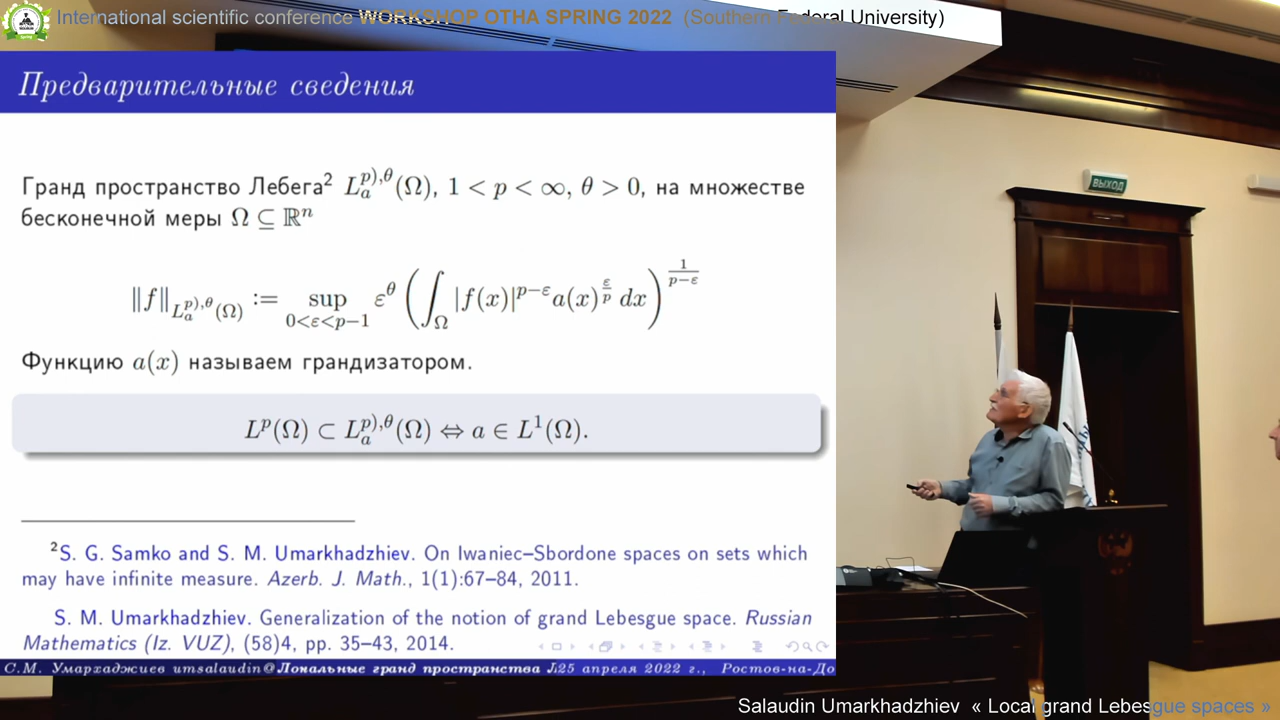 International scientific conference WORKSHOP OTHA SPRING 2022 (Southern Federal University)
Предварительные сведения
Гранд пространство Лебега² $L_a^{p),\theta}(\Omega)$, $1 < p < \infty$, $\theta > 0$, на множестве
бесконечной меры $\Omega \subseteq \mathbb{R}^n$
$\|f\|_{L_a^{p),\theta}(\Omega)} := \sup_{0<\varepsilon<p-1} \varepsilon^\theta \left( \int_\Omega |f(x)|^{p-\varepsilon} a(x)^{\frac{\varepsilon}{p}} \, dx \right)^{\frac{1}{p-\varepsilon}}$
Функцию $a(x)$ называем грандизатором.
$L^p(\Omega) \subset L_a^{p),\theta}(\Omega) \Leftrightarrow a \in L^1(\Omega).$
²S. G. Samko and S. M. Umarkhadzhiev. On Iwaniec–Sbordone spaces on sets which
may have infinite measure. Azerb. J. Math., 1(1):67–84, 2011.
S. M. Umarkhadzhiev. Generalization of the notion of grand Lebesgue space. Russian
Mathematics (Iz. VUZ), (58)4, pp. 35–43, 2014.
С.М. Умархаджиев umsalaudin@ Локальные гранд пространства 25 апреля 2022 г., Ростов-на-До
ВЫХОД
Salaudin Umarkhadzhiev « Local grand Lebesgue spaces »